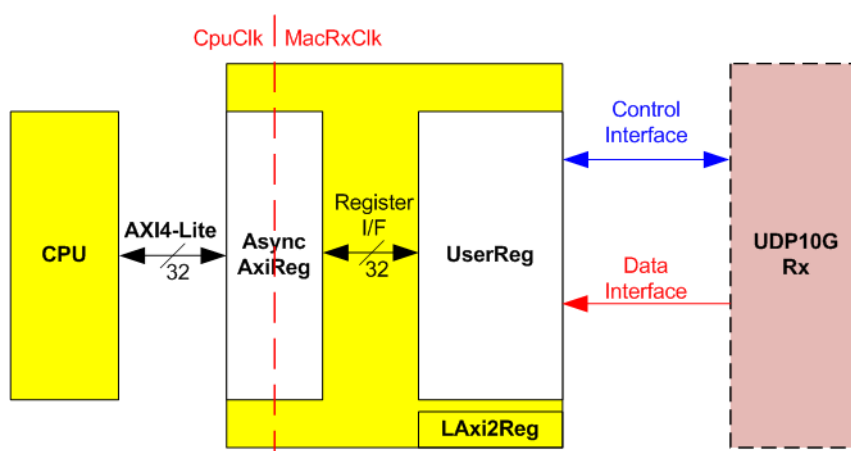 CpuClk MacRxClk
CPU
AXI4-Lite
32
Async
AxiReg
Register
I/F
32
UserReg
LAxi2Reg
Control
Interface
Data
Interface
UDP10G
Rx